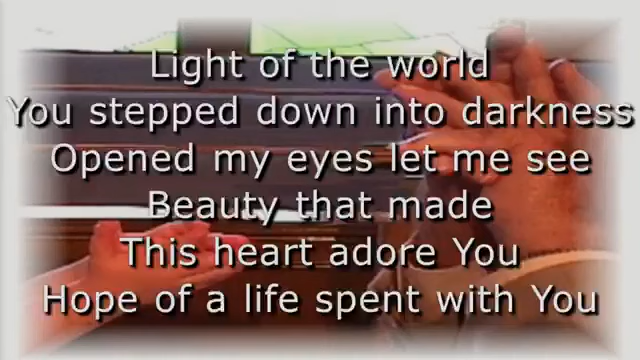 Light of the world
You stepped down into darkness
Opened my eyes let me see
Beauty that made
This heart adore You
Hope of a life spent with You